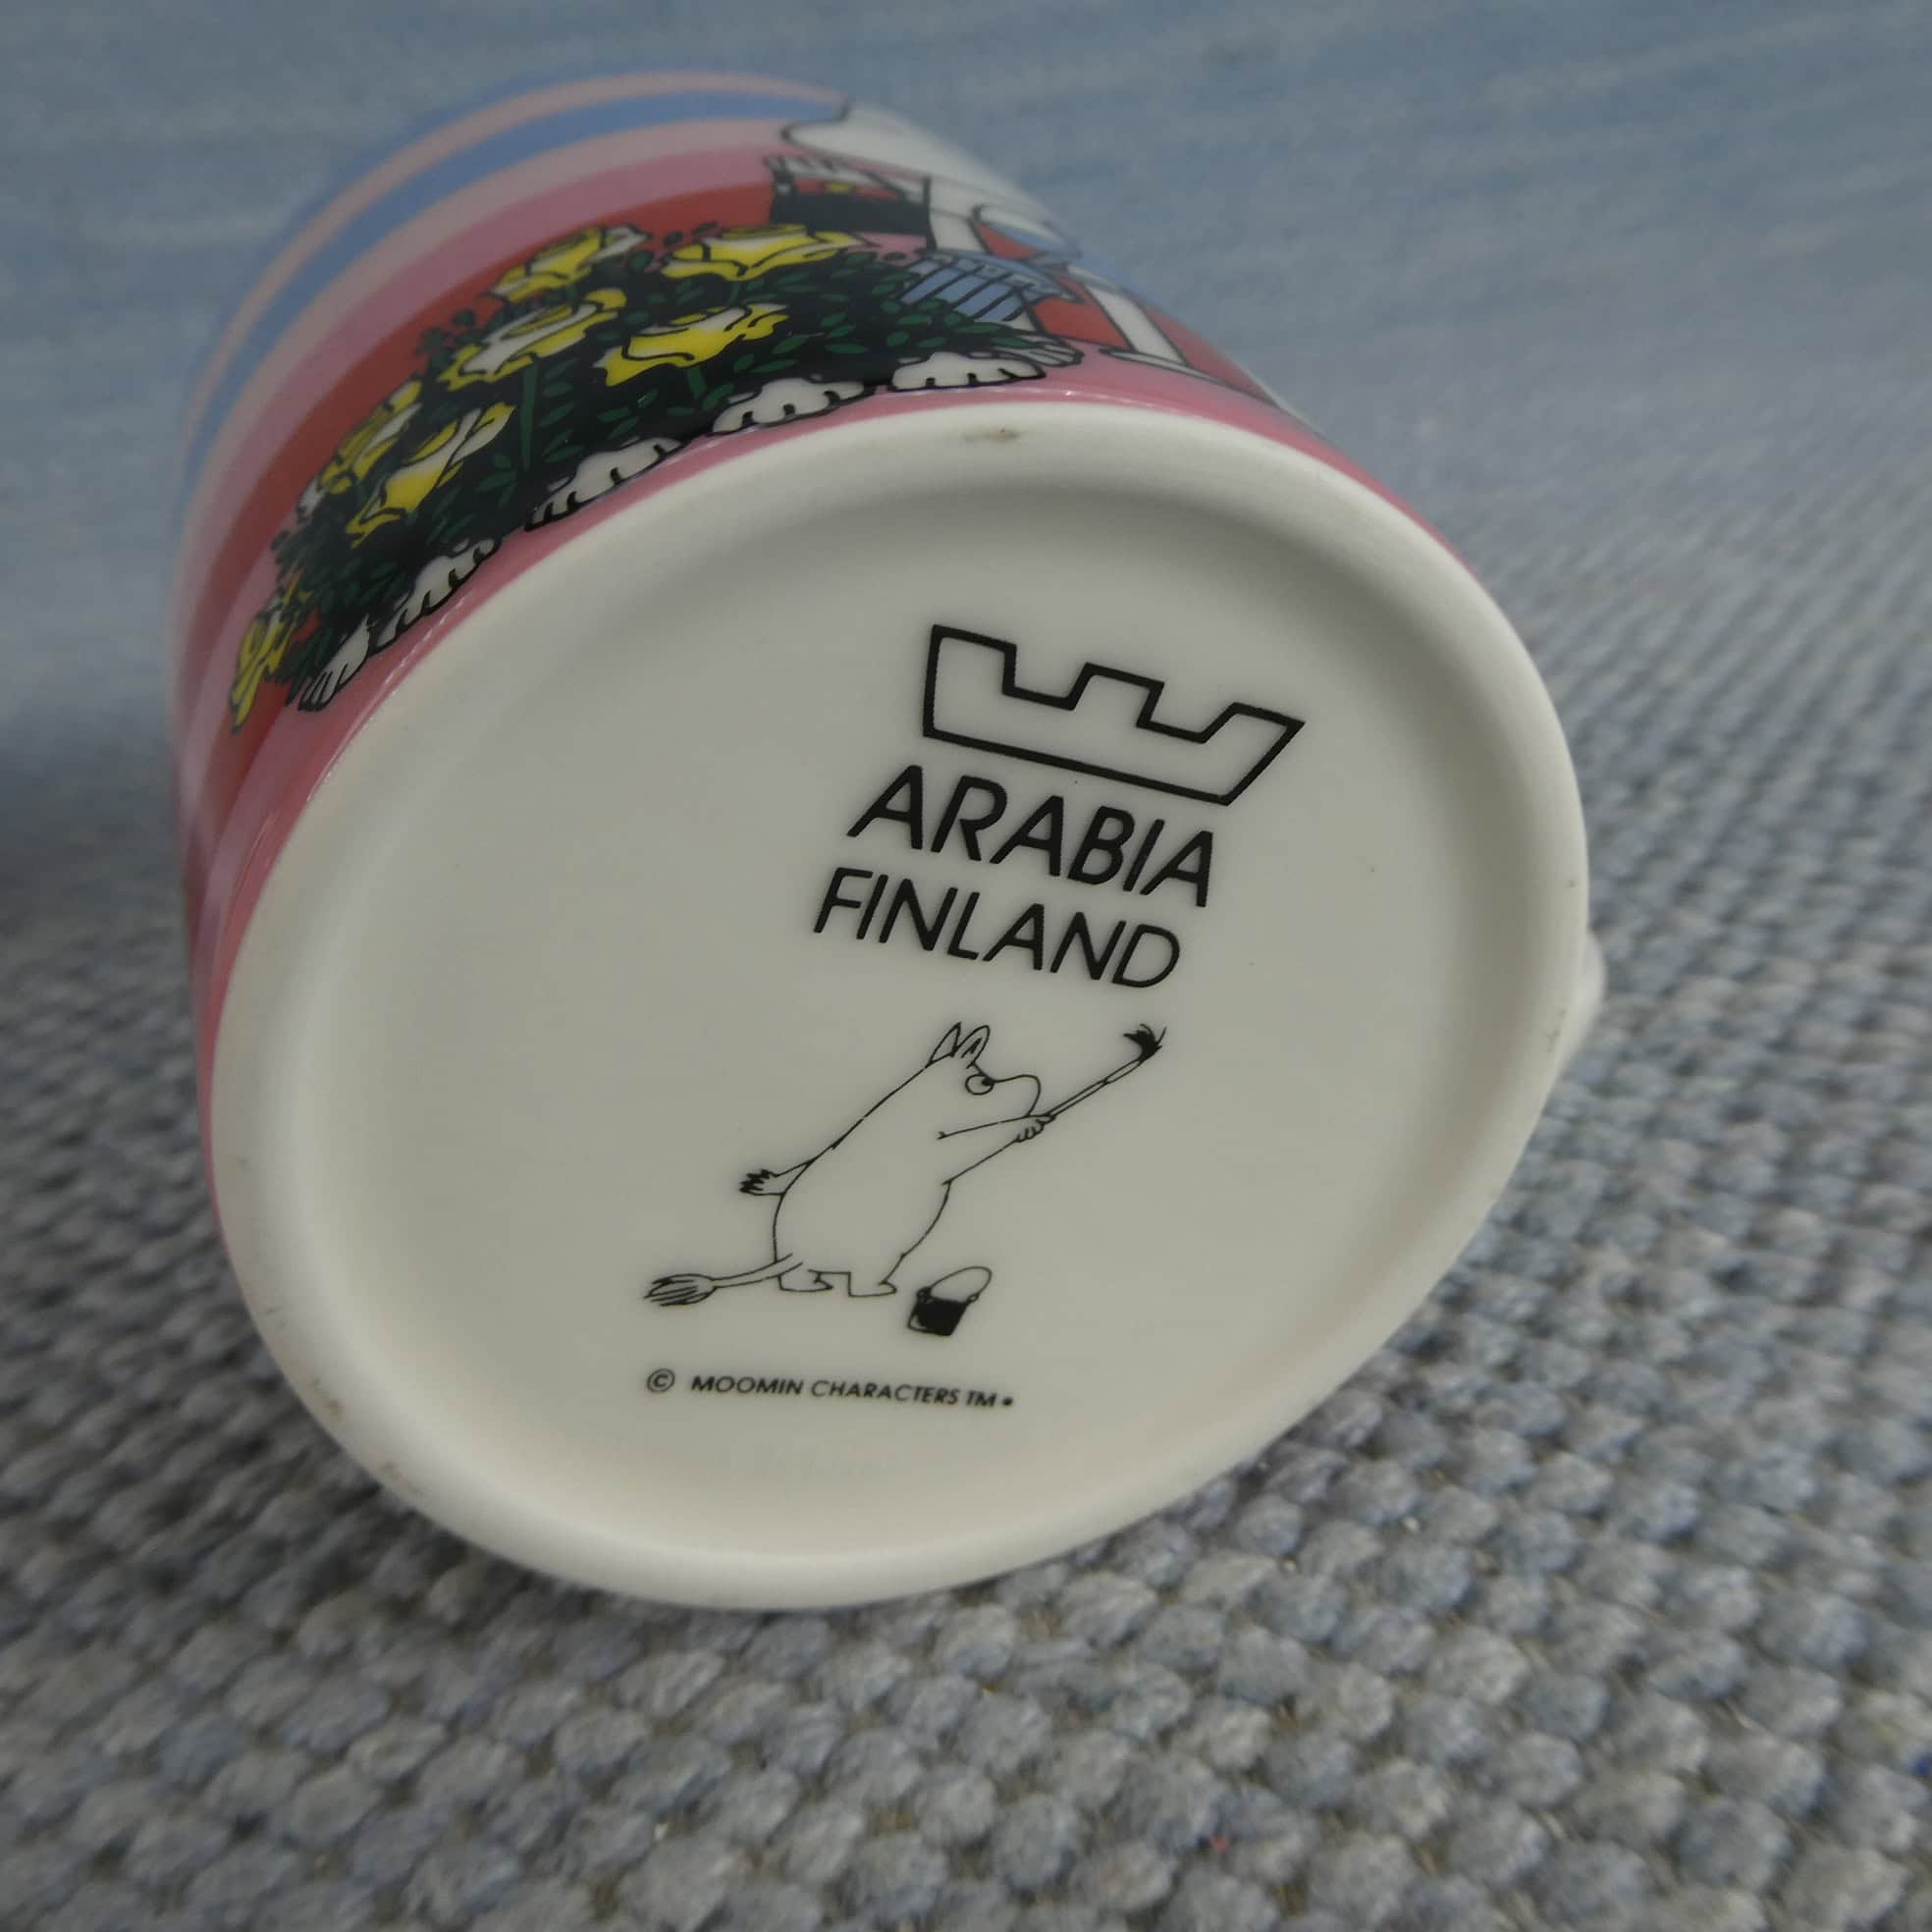 ARABIA
FINLAND
© MOOMIN CHARACTERS TM •